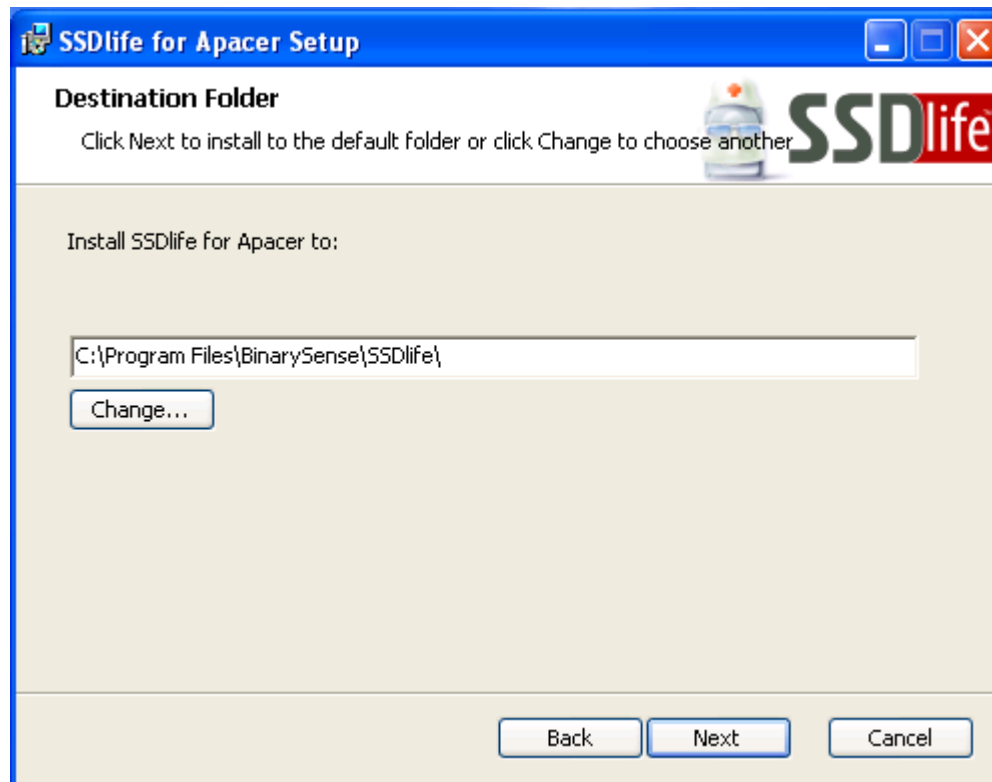 SSDlife for Apacer Setup
Destination Folder
Click Next to install to the default folder or click Change to choose another
SSDlife
Install SSDlife for Apacer to:
C:\Program Files\BinarySense\SSDlife\
Change...
Back
Next
Cancel